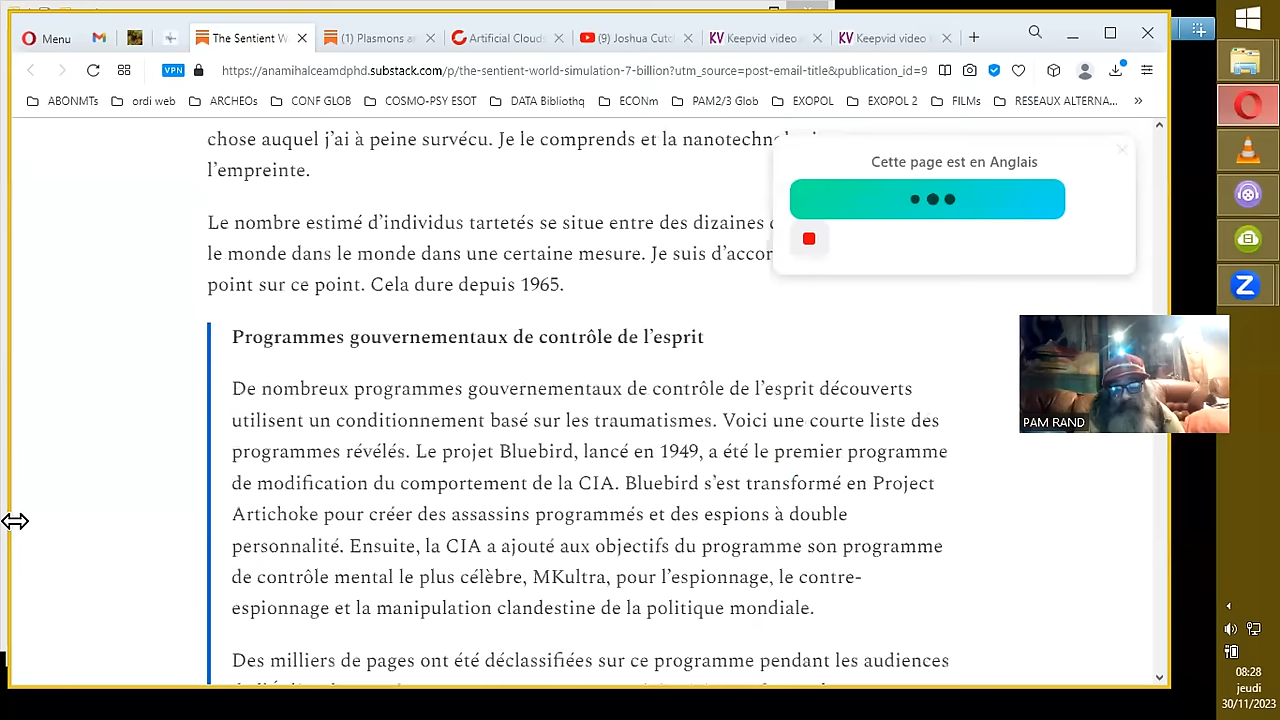 Menu
The Sentient W
(1) Plasmons a
Artificial Cloud
(9) Joshua Cutc
KV Keepvid video
KV Keepvid video
VPN
https://anamihalceamdphd.substack.com/p/the-sentient-world-simulation-7-billion?utm_source=post-email-title&publication_id=9
ABONMTs
ordi web
ARCHEOs
CONF GLOB
COSMO-PSY ESOT
DATA Bibliothq
ECONm
PAM2/3 Glob
EXOPOL
EXOPOL 2
FILMs
RESEAUX ALTERNA...
»
chose auquel j'ai à peine survécu. Je le comprends et la nanotechn
l'empreinte.
Cette page est en Anglais
Le nombre estimé d'individus tartetés se situe entre des dizaines
le monde dans le monde dans une certaine mesure. Je suis d'accor
point sur ce point. Cela dure depuis 1965.
Programmes gouvernementaux de contrôle de l'esprit
De nombreux programmes gouvernementaux de contrôle de l'esprit découverts
utilisent un conditionnement basé sur les traumatismes. Voici une courte liste des
programmes révélés. Le projet Bluebird, lancé en 1949, a été le premier programme
de modification du comportement de la CIA. Bluebird s'est transformé en Project
Artichoke pour créer des assassins programmés et des espions à double
personnalité. Ensuite, la CIA a ajouté aux objectifs du programme son programme
de contrôle mental le plus célèbre, MKultra, pour l'espionnage, le contre-
espionnage et la manipulation clandestine de la politique mondiale.
Des milliers de pages ont été déclassifiées sur ce programme pendant les audiences
PAM RAND
08:28
jeudi
30/11/2023